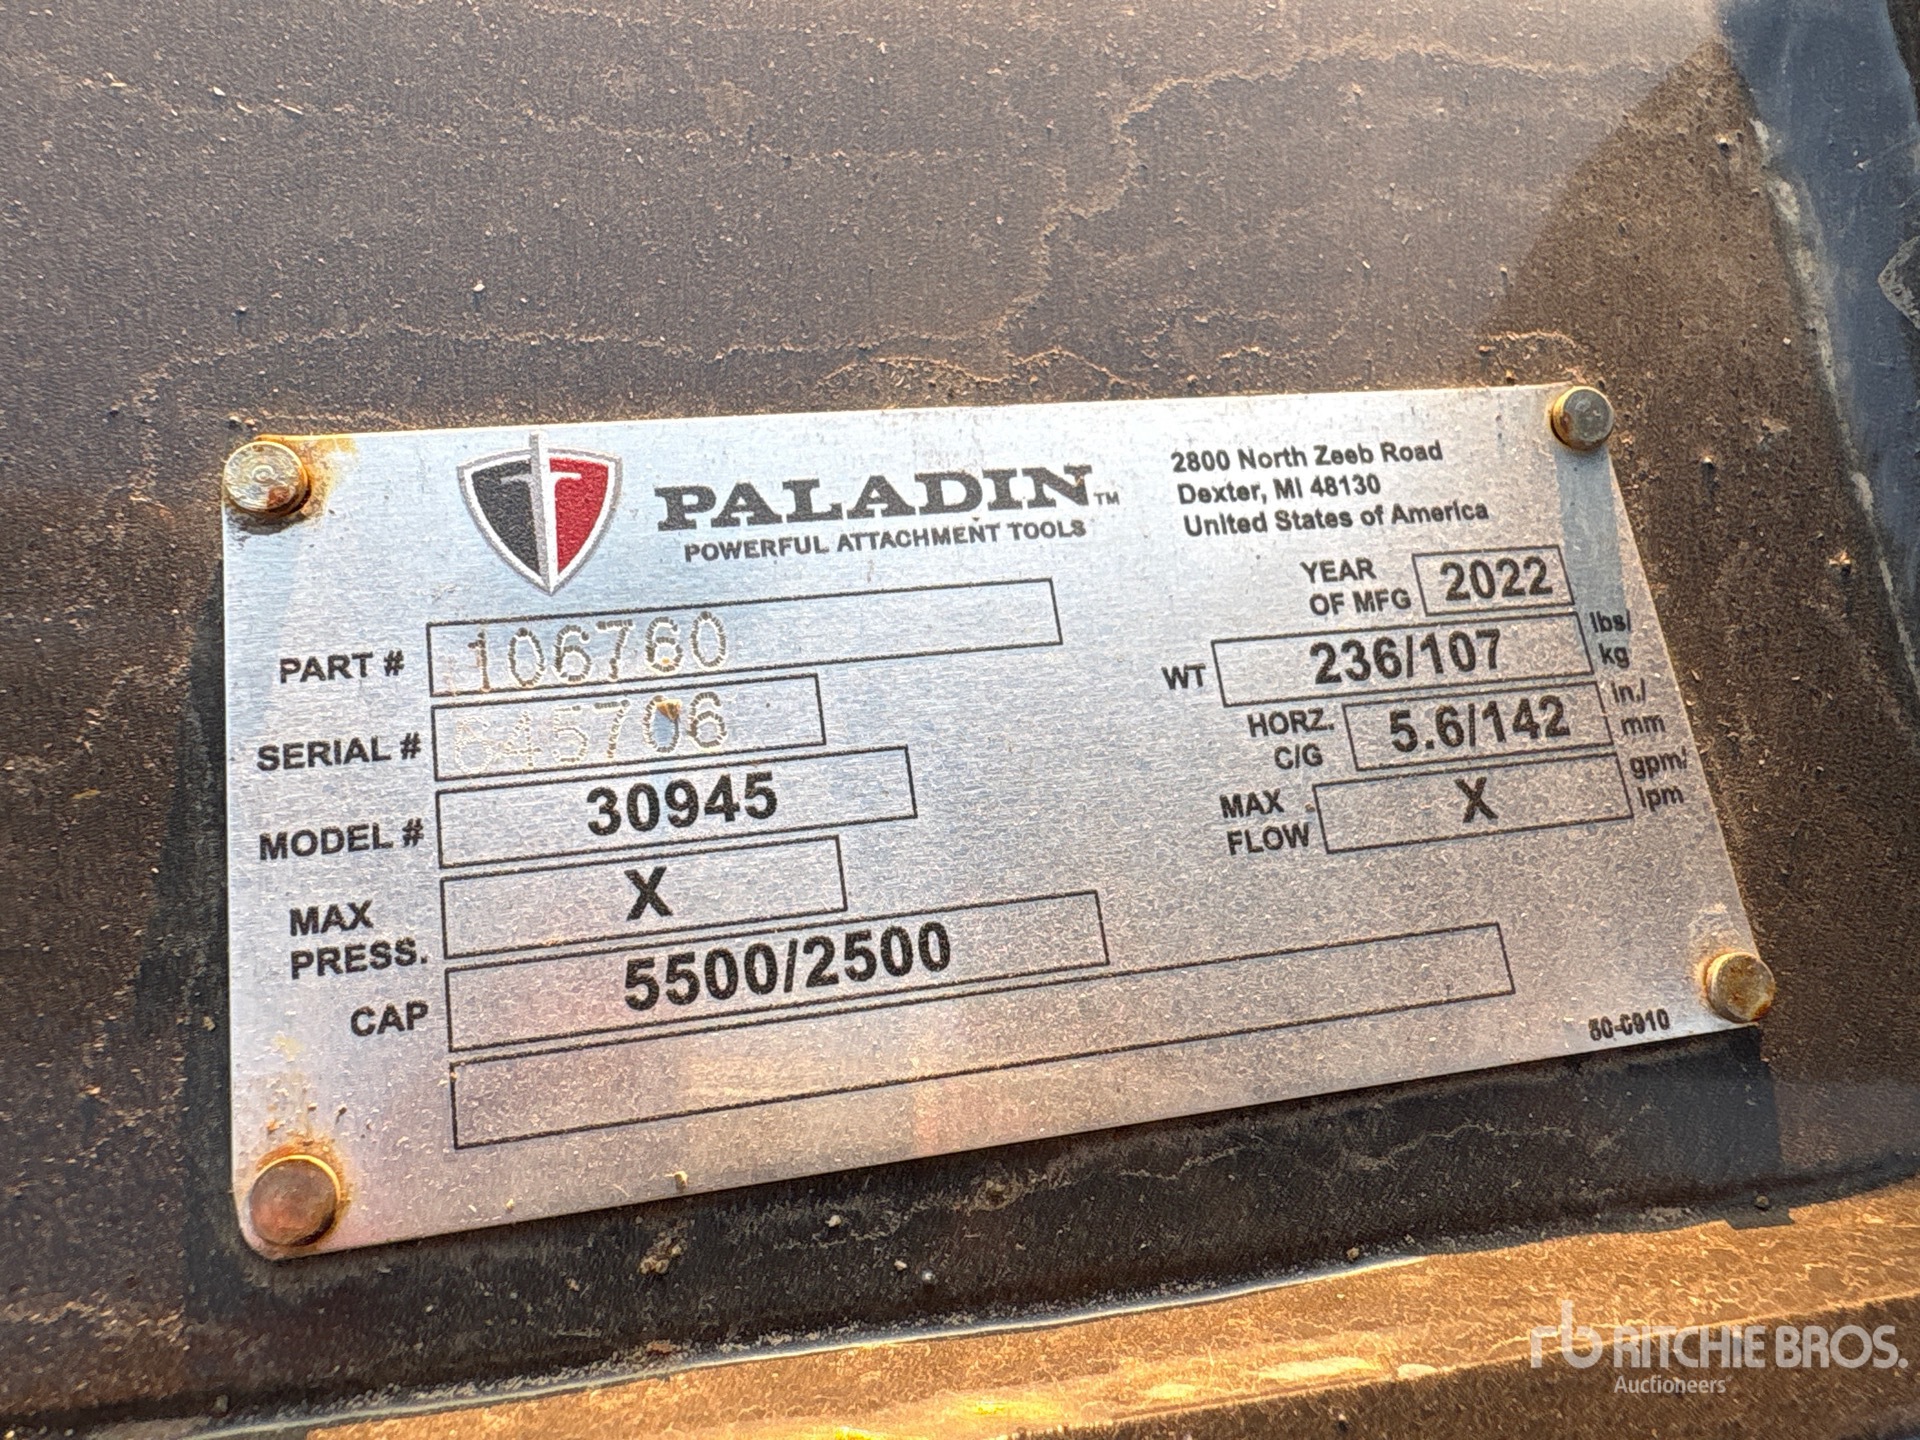 PALADIN™
POWERFUL ATTACHMENT TOOLS
2800 North Zeeb Road
Dexter, MI 48130
United States of America
PART # 106760
SERIAL # 645706
MODEL # 30945
MAX PRESS. X
CAP 5500/2500
YEAR OF MFG 2022
WT 236/107 lbs/ kg
HORZ. C/G 5.6/142 in./ mm
MAX FLOW X gpm/ lpm
rb RITCHIE BROS.
Auctioneers